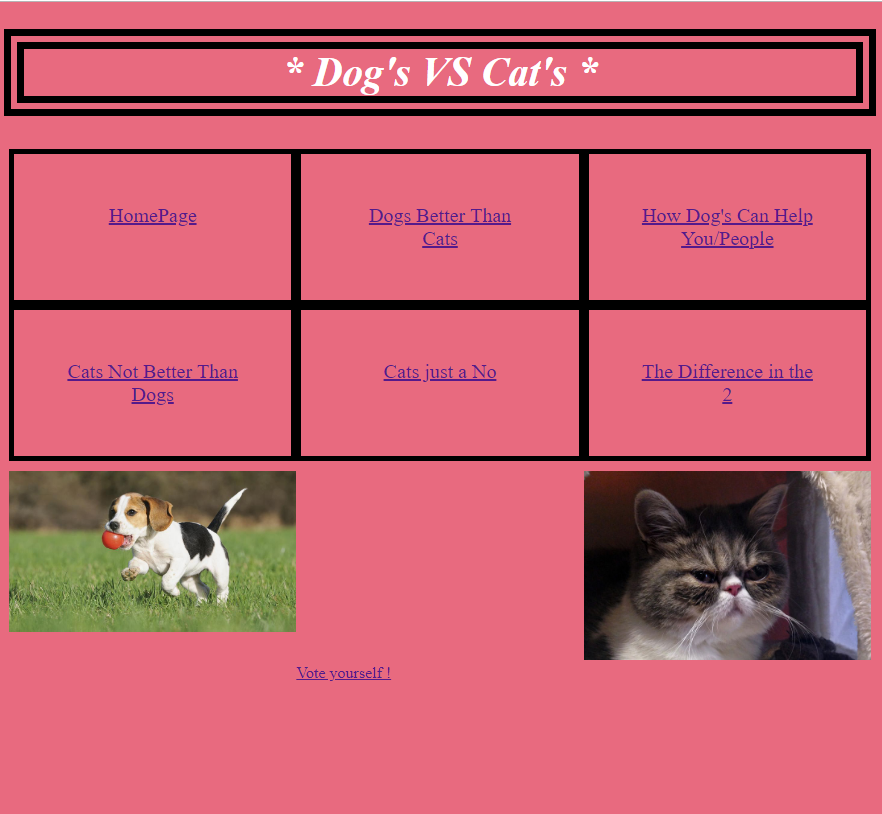 * Dog's VS Cat's *
HomePage
Dogs Better Than
Cats
How Dog's Can Help
You/People
Cats Not Better Than
Dogs
Cats just a No
The Difference in the
2
Vote yourself !